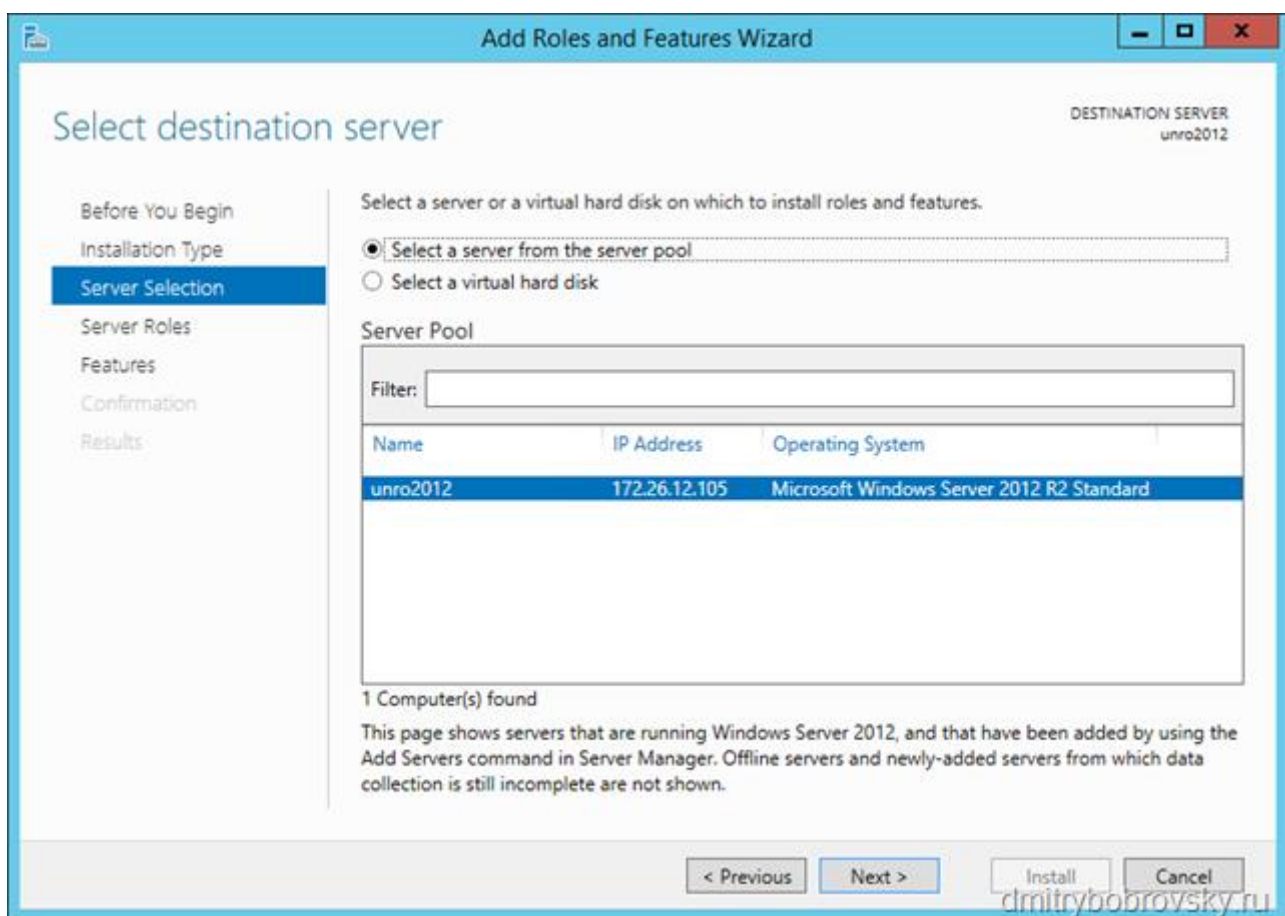 Add Roles and Features Wizard
Select destination server
DESTINATION SERVER
unro2012
Before You Begin
Installation Type
Server Selection
Server Roles
Features
Confirmation
Results
Select a server or a virtual hard disk on which to install roles and features.
Select a server from the server pool
Select a virtual hard disk
Server Pool
Filter:
Name IP Address Operating System
unro2012 172.26.12.105 Microsoft Windows Server 2012 R2 Standard
1 Computer(s) found
This page shows servers that are running Windows Server 2012, and that have been added by using the
Add Servers command in Server Manager. Offline servers and newly-added servers from which data
collection is still incomplete are not shown.
< Previous Next > Install Cancel
dmitrybobrovsky.ru